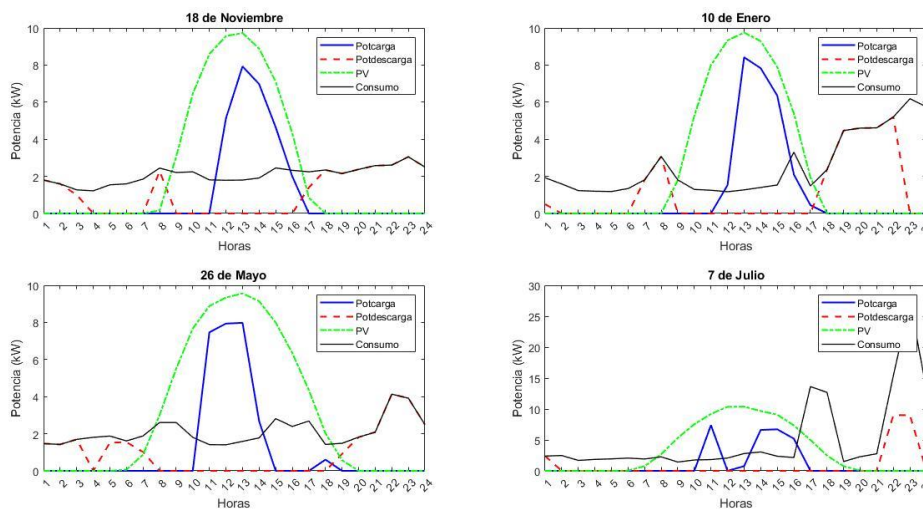 18 de Noviembre
Potencia (kW)
10
8
6
4
2
0
Potcarga
Potdescarga
PV
Consumo
1 2 3 4 5 6 7 8 9 10 11 12 13 14 15 16 17 18 19 20 21 22 23 24
Horas
10 de Enero
Potencia (kW)
10
8
6
4
2
0
Potcarga
Potdescarga
PV
Consumo
1 2 3 4 5 6 7 8 9 10 11 12 13 14 15 16 17 18 19 20 21 22 23
Horas
26 de Mayo
Potencia (kW)
10
8
6
4
2
0
Potcarga
Potdescarga
PV
Consumo
1 2 3 4 5 6 7 8 9 10 11 12 13 14 15 16 17 18 19 20 21 22 23 24
Horas
7 de Julio
Potencia (kW)
30
25
20
15
10
5
0
Potcarga
Potdescarga
PV
Consumo
1 2 3 4 5 6 7 8 9 10 11 12 13 14 15 16 17 18 19 20 21 22 23
Horas